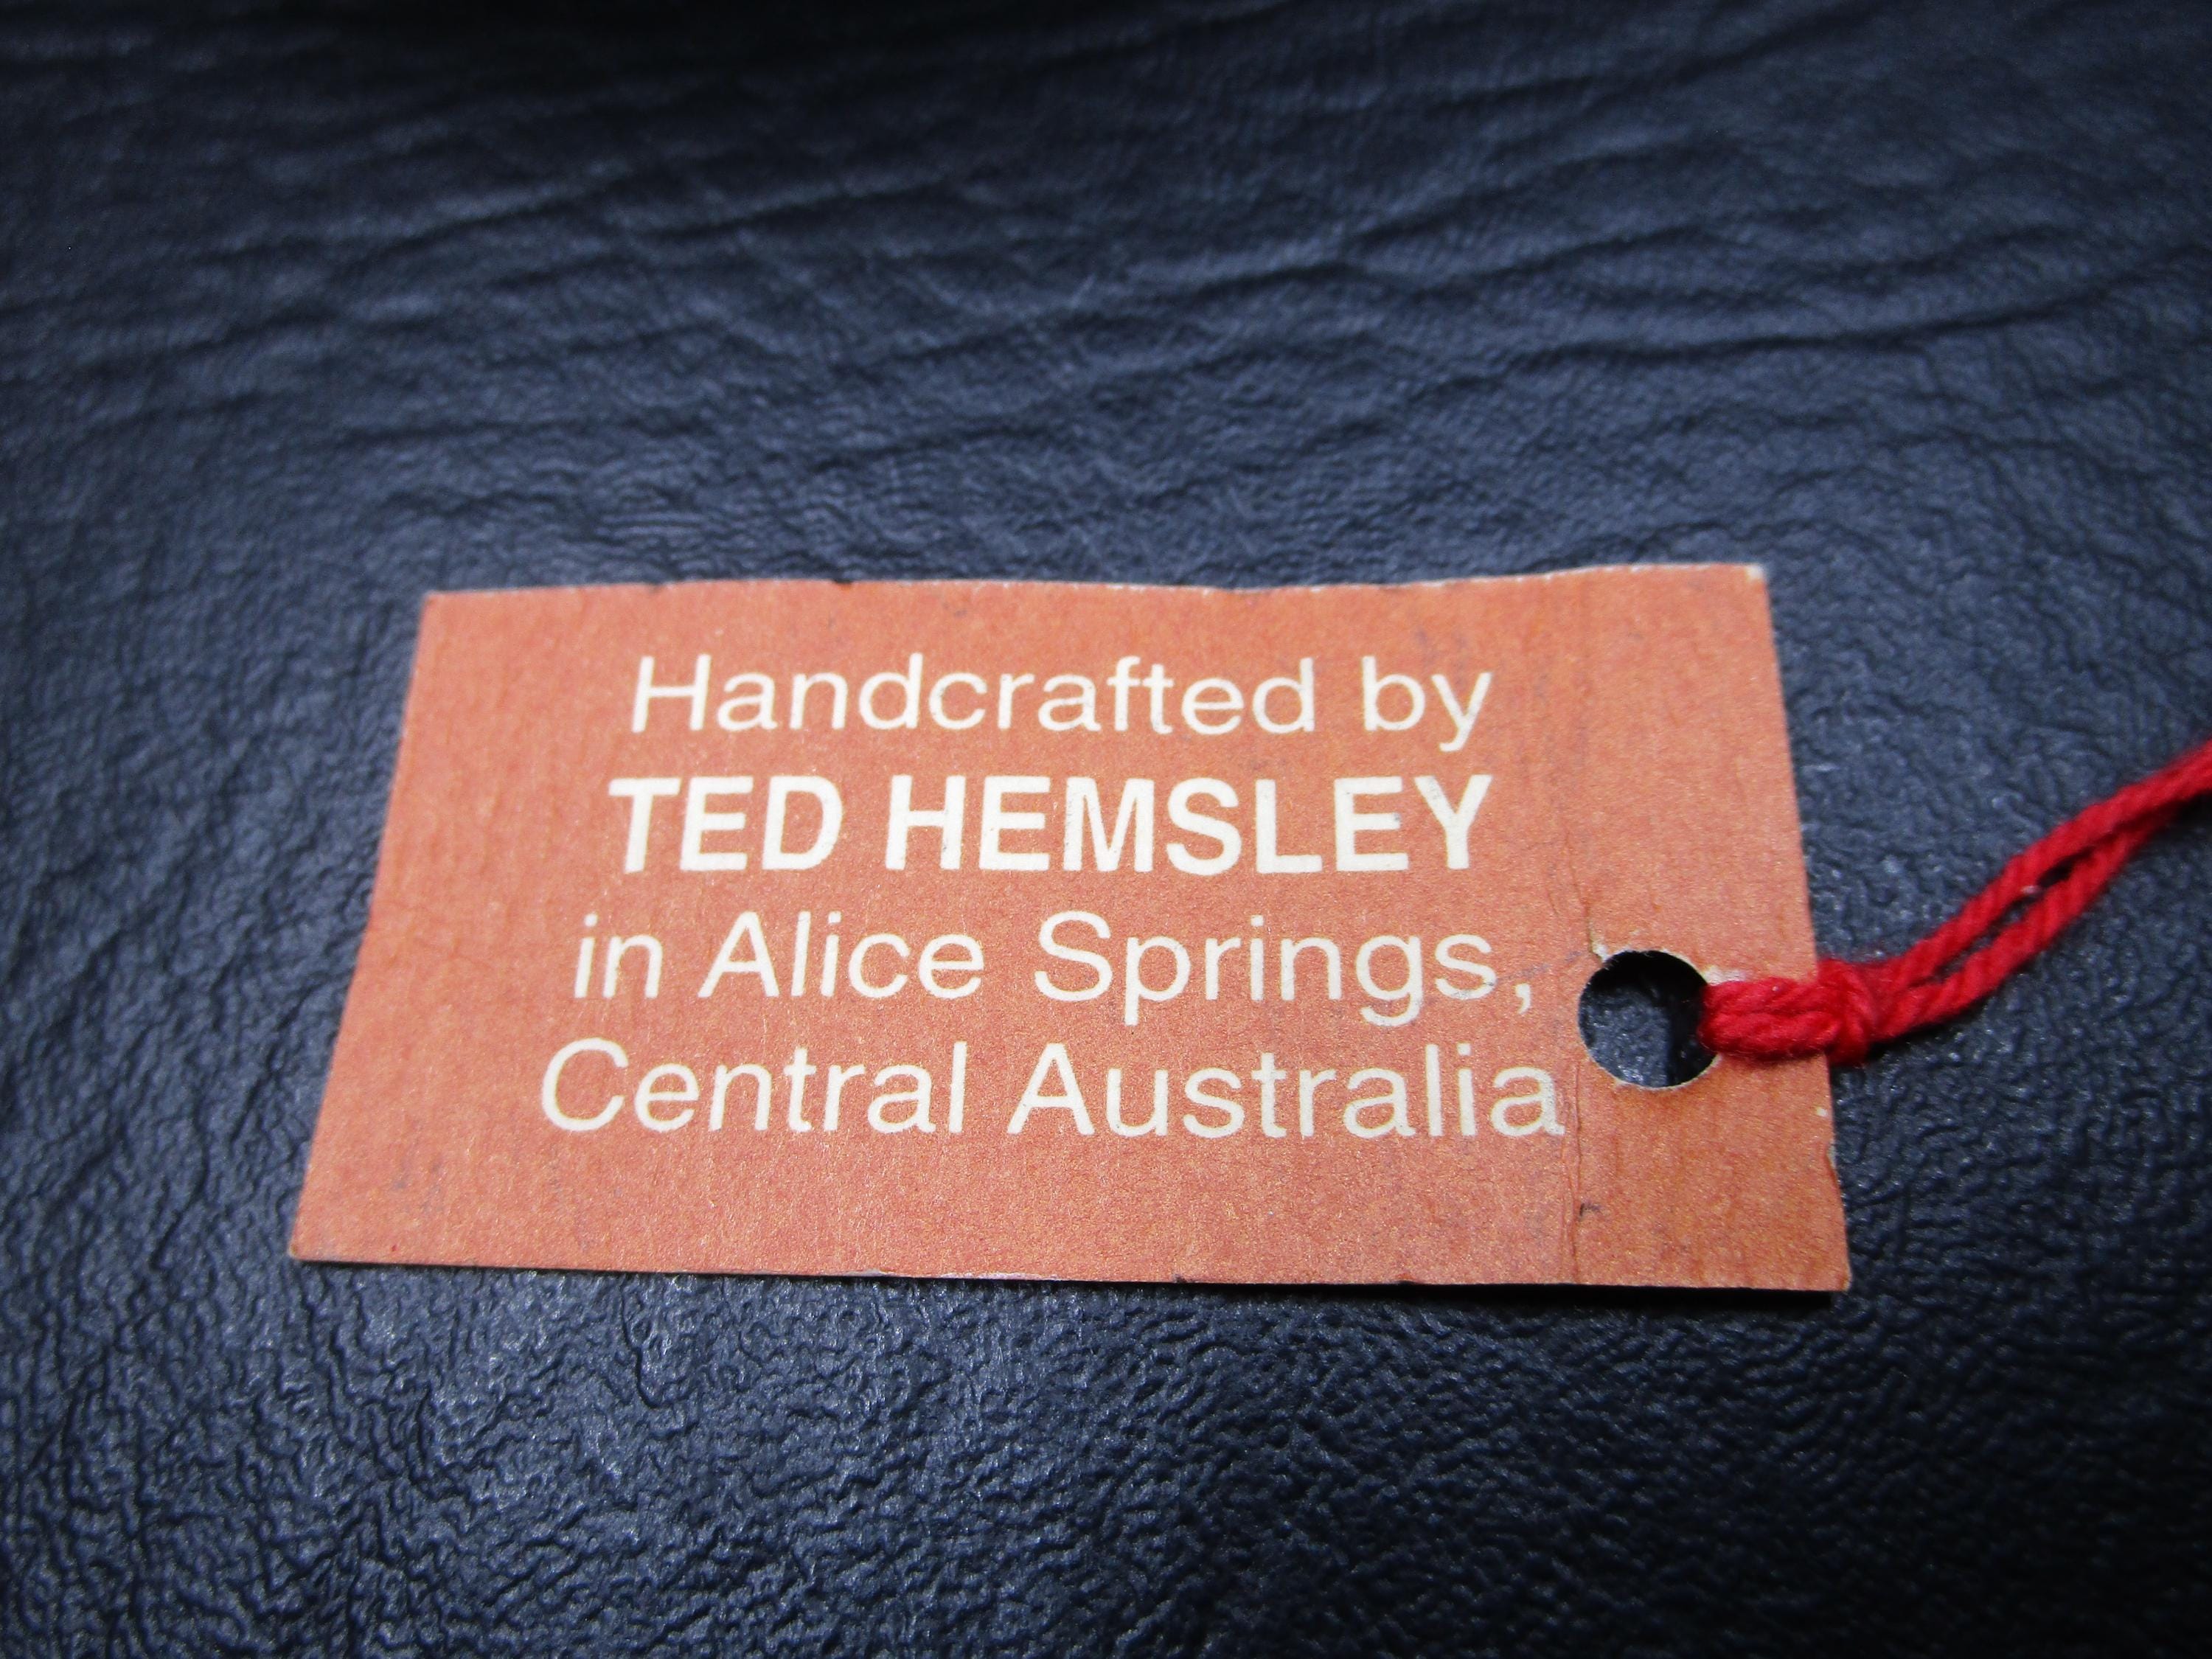 Handcrafted by
TED HEMSLEY
in Alice Springs,
Central Australia